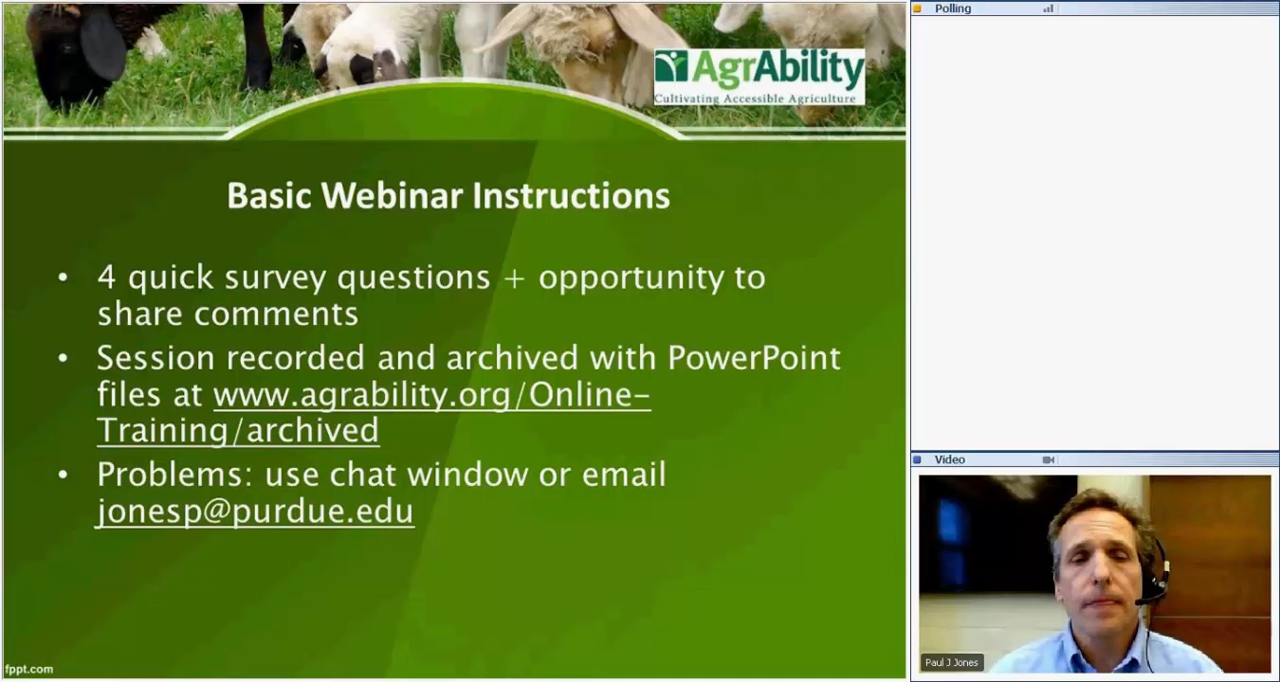 Polling
AgrAbility
Cultivating Accessible Agriculture
Basic Webinar Instructions
• 4 quick survey questions + opportunity to
share comments
• Session recorded and archived with PowerPoint
files at www.agrability.org/Online-
Training/archived
• Problems: use chat window or email
jonesp@purdue.edu
Video
Paul J Jones
fppt.com